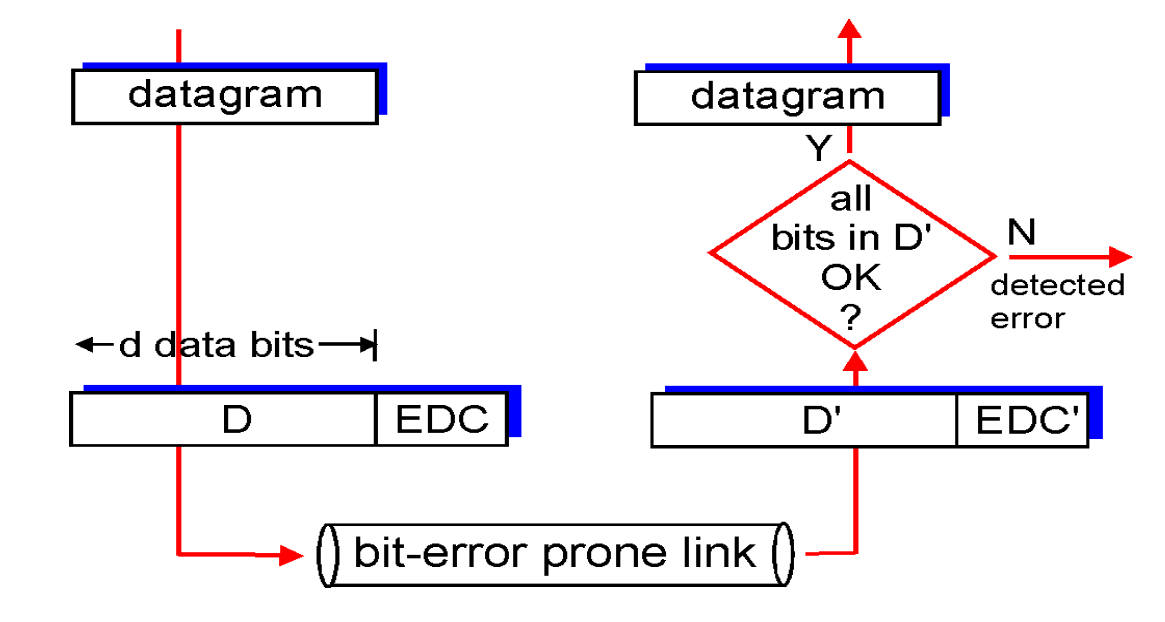 datagram
d data bits
D
EDC
bit-error prone link
datagram
Y
all
bits in D'
OK
?
N
detected
error
D'
EDC'